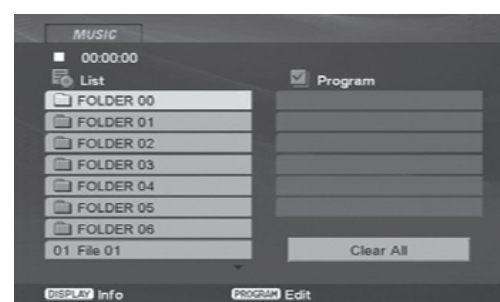 MUSIC
00:00:00
List
Program
FOLDER 00
FOLDER 01
FOLDER 02
FOLDER 03
FOLDER 04
FOLDER 05
FOLDER 06
01 File 01
Clear All
DISPLAY Info
PROGRAM Edit